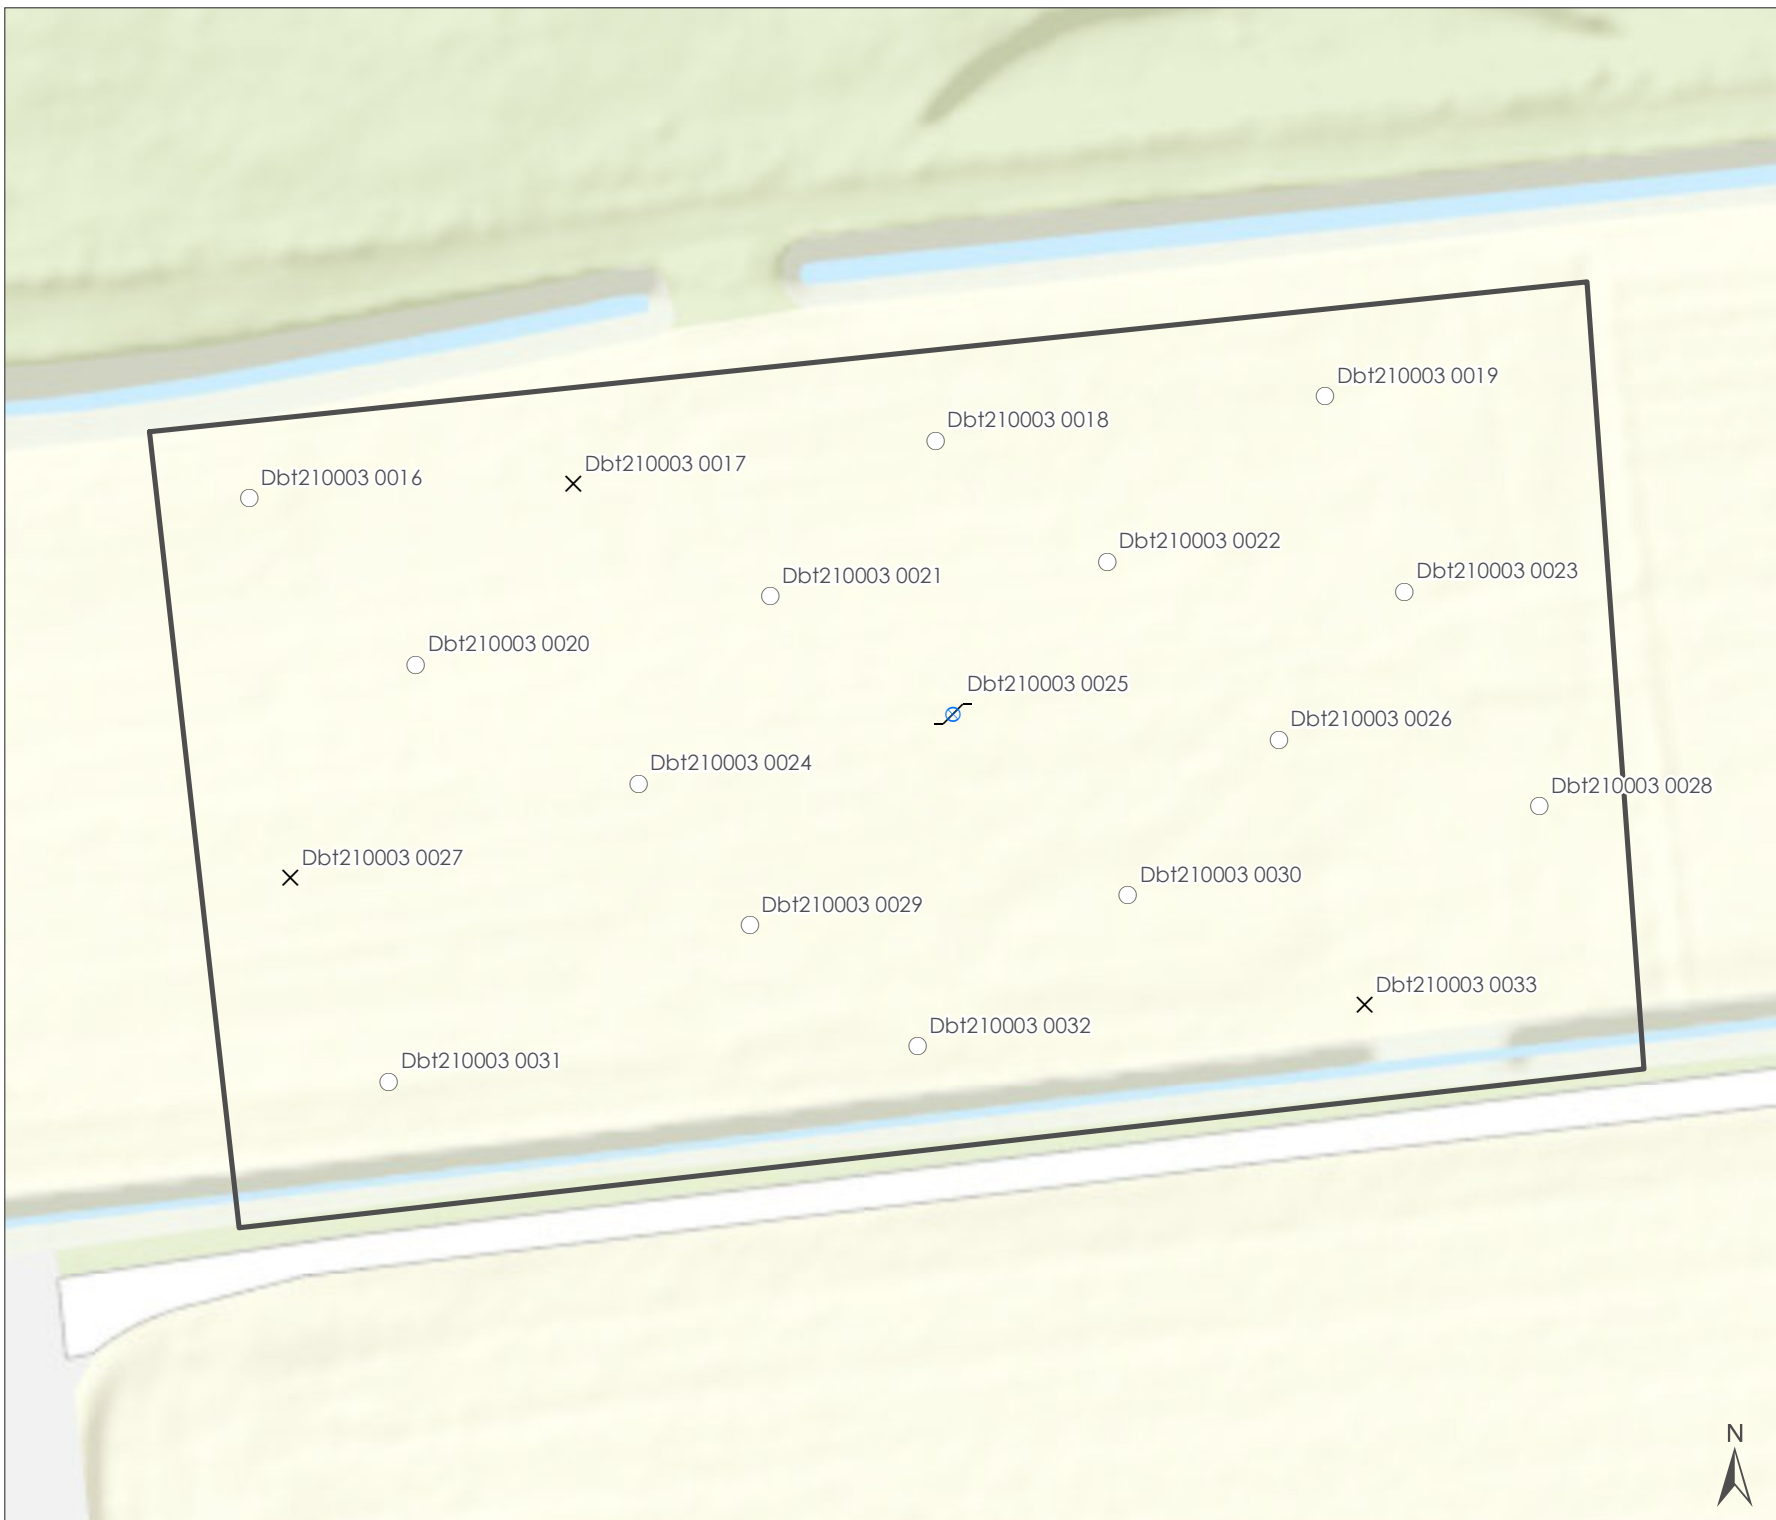 Dbt210003 0019
Dbt210003 0018
Dbt210003 0017
Dbt210003 0016
Dbt210003 0022
Dbt210003 0023
Dbt210003 0021
Dbt210003 0020
Dbt210003 0025
Dbt210003 0026
Dbt210003 0024
Dbt210003 0028
Dbt210003 0027
Dbt210003 0030
Dbt210003 0029
Dbt210003 0033
Dbt210003 0032
Dbt210003 0031
N